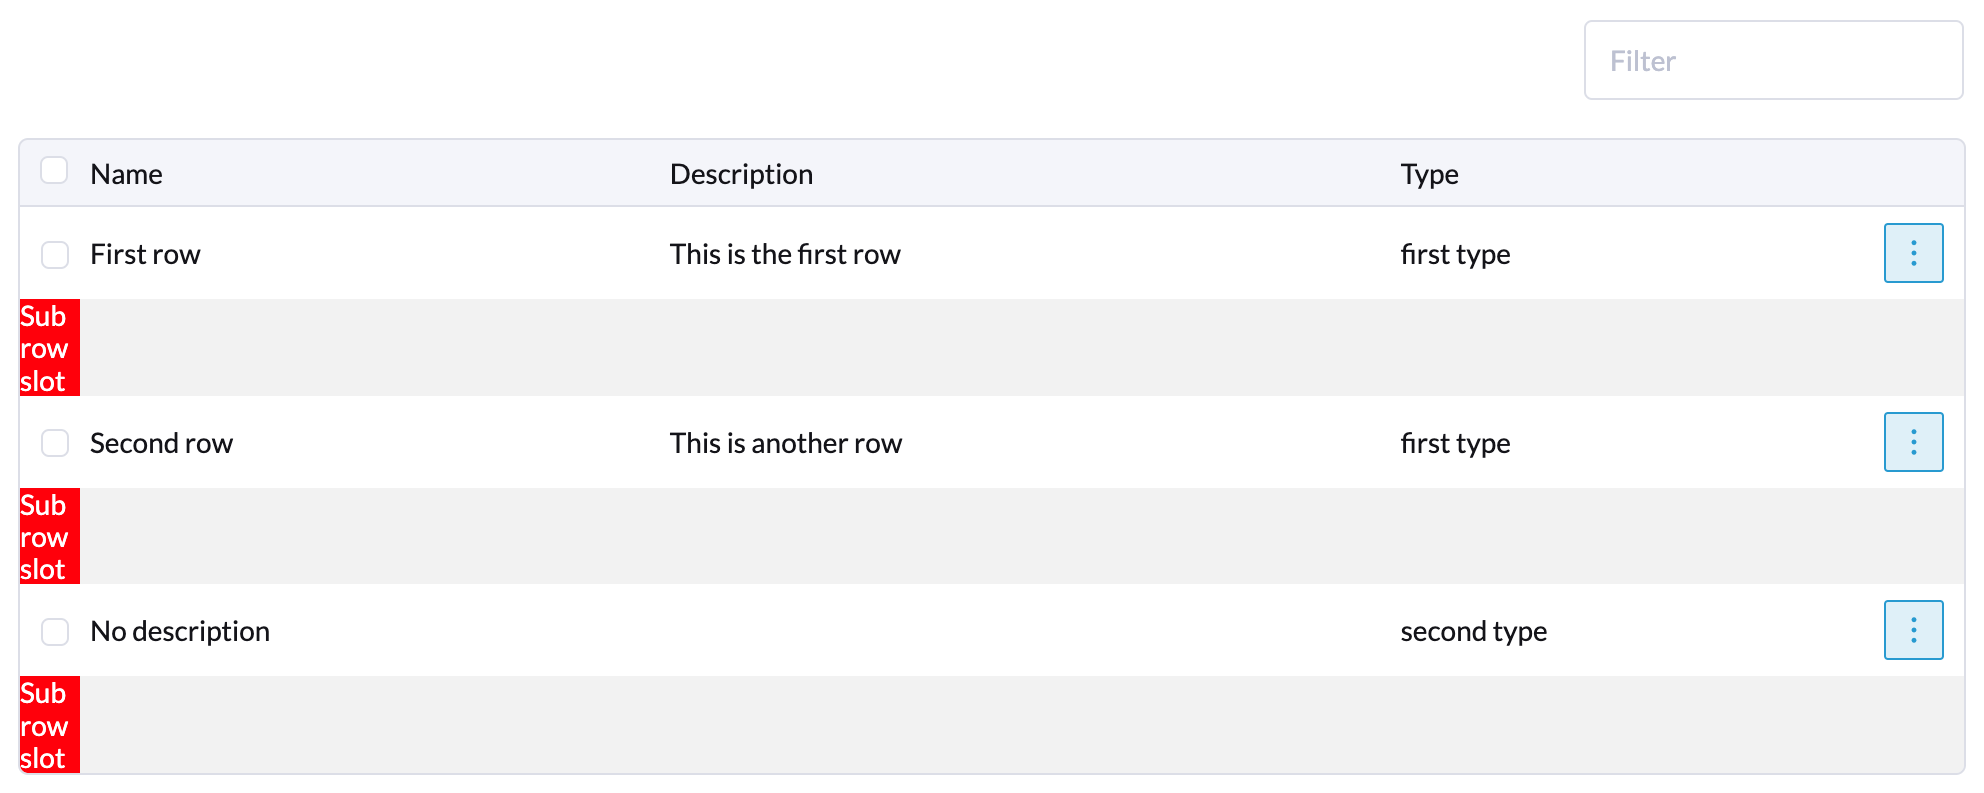 Filter
Name Description Type
First row This is the first row first type
Sub
row
slot
Second row This is another row first type
Sub
row
slot
No description second type
Sub
row
slot